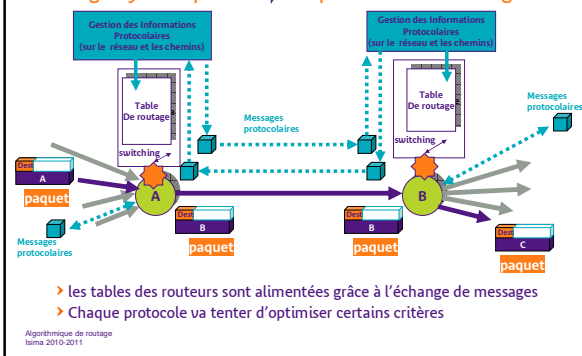 Gestion des Informations
Protocolaires
(sur le réseau et les chemins)
Gestion des Informations
Protocolaires
(sur le réseau et les chemins)
Table
De routage
Table
De routage
Messages
protocolaires
Messages
protocolaires
switching
switching
Dest
A
paquet
A
B
Dest
B
paquet
Dest
B
paquet
Dest
C
paquet
Messages
protocolaires
› les tables des routeurs sont alimentées grâce à l'échange de messages
› Chaque protocole va tenter d'optimiser certains critères
Algorithmique de routage
Isima 2010-2011